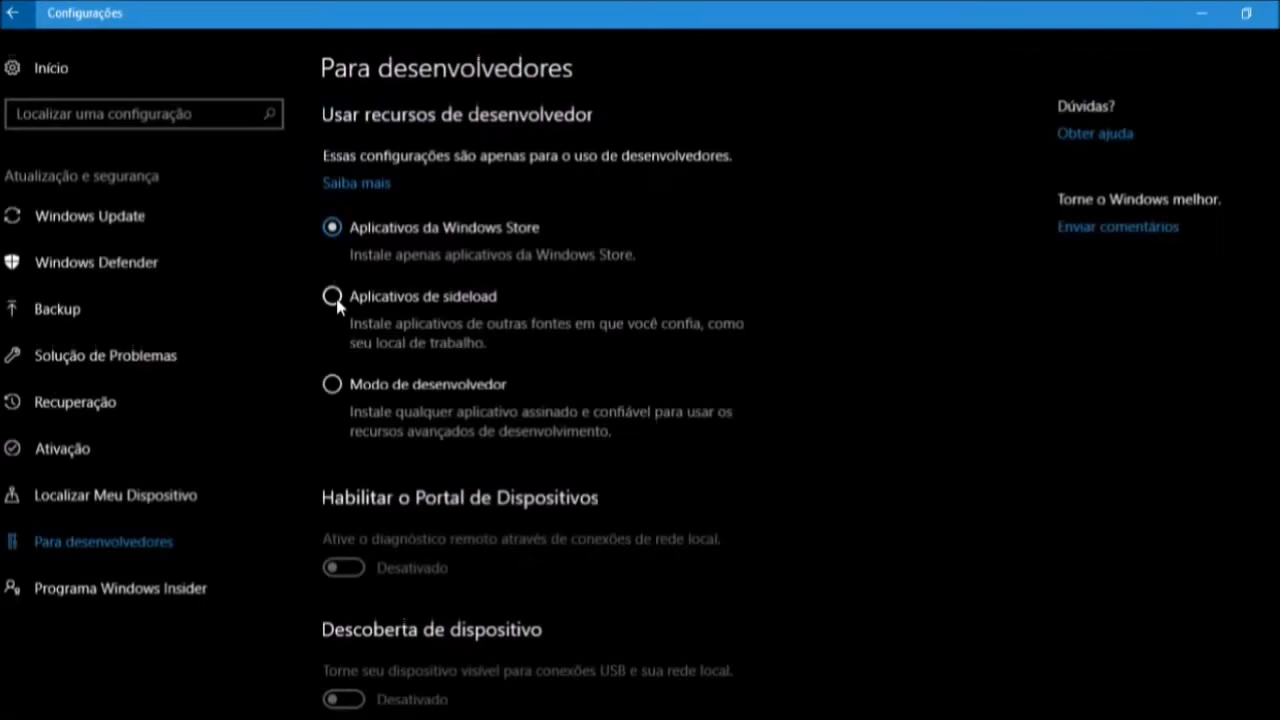 Configurações
Início
Localizar uma configuração
Atualização e segurança
Windows Update
Windows Defender
Backup
Solução de Problemas
Recuperação
Ativação
Localizar Meu Dispositivo
Para desenvolvedores
Programa Windows Insider
Para desenvolvedores
Usar recursos de desenvolvedor
Essas configurações são apenas para o uso de desenvolvedores.
Saiba mais
Aplicativos da Windows Store
Instale apenas aplicativos da Windows Store.
Aplicativos de sideload
Instale aplicativos de outras fontes em que você confia, como
seu local de trabalho.
Modo de desenvolvedor
Instale qualquer aplicativo assinado e confiável para usar os
recursos avançados de desenvolvimento.
Habilitar o Portal de Dispositivos
Ative o diagnóstico remoto através de conexões de rede local.
Desativado
Descoberta de dispositivo
Torne seu dispositivo visível para conexões USB e sua rede local.
Desativado
Dúvidas?
Obter ajuda
Torne o Windows melhor.
Enviar comentários